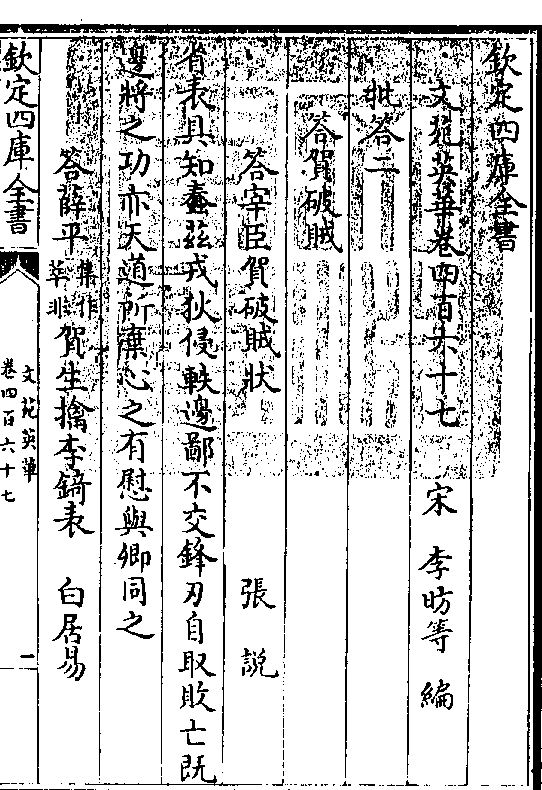 欽定四庫全書
文苑英華卷四百六十七　宋　李昉等　編
批答二
答賀破賊
答宰臣賀破賊狀　張說
省表具知蠢茲戎狄侵軼邊鄙不交鋒刃自取敗亡既
邊將之功亦天道所棄心之有慰與卿同之
答薛平集作苹非賀生擒李錡表　白居易
欽定四庫全書
文苑英華
卷四百六十七
一